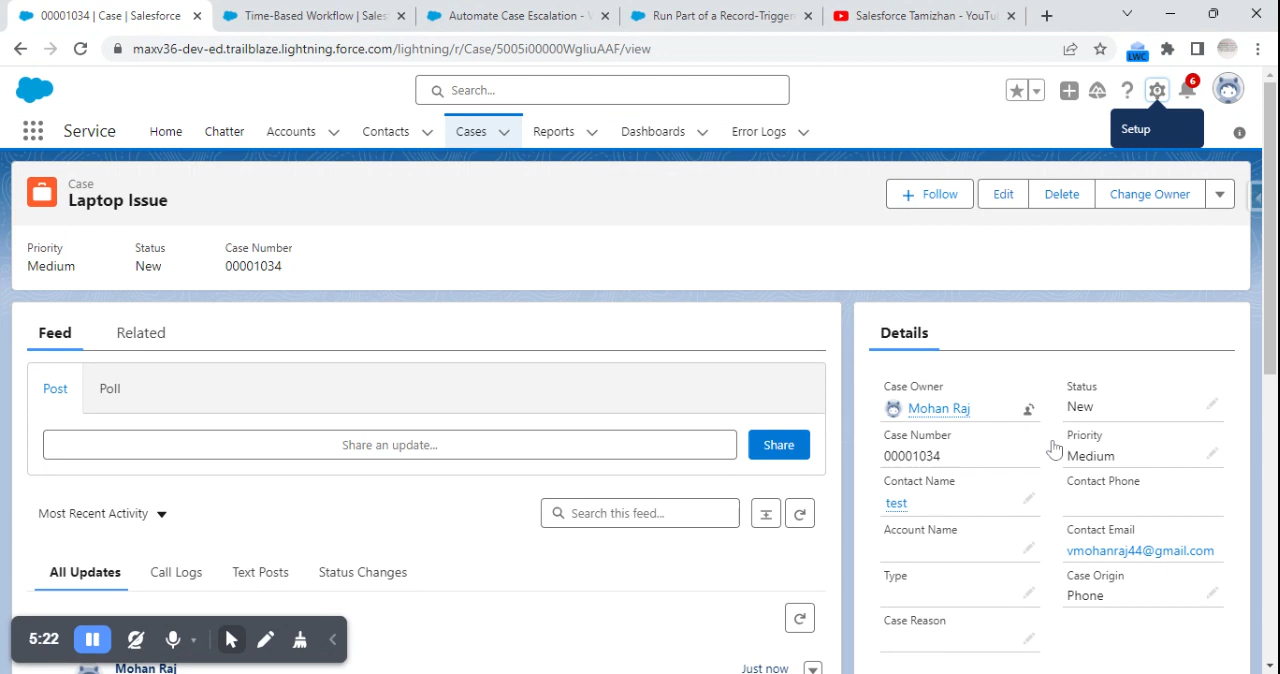 00001034 | Case | Salesforce
Time-Based Workflow | Sales
Automate Case Escalation - V
Run Part of a Record-Trigger
Salesforce Tamizhan - YouTu
maxv36-dev-ed.trailblaze.lightning.force.com/lightning/r/Case/5005i00000WgIiuAAF/view
Search...
LWC
6
Setup
Service
Home
Chatter
Accounts
Contacts
Cases
Reports
Dashboards
Error Logs
Case
Laptop Issue
Follow
Edit
Delete
Change Owner
Priority
Status
Case Number
Medium
New
00001034
Feed
Related
Post
Poll
Share an update...
Share
Most Recent Activity
Search this feed...
All Updates
Call Logs
Text Posts
Status Changes
5:22
Mohan Raj
Just now
Details
Case Owner
Mohan Raj
Status
New
Case Number
00001034
Priority
Medium
Contact Name
test
Contact Phone
Account Name
Contact Email
vmohanraj44@gmail.com
Type
Case Origin
Phone
Case Reason